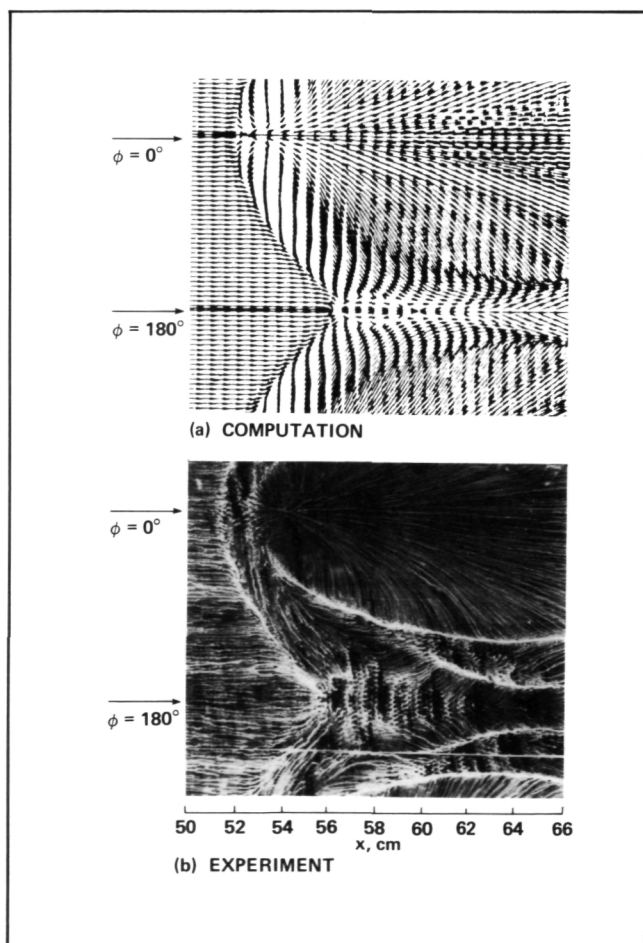 ϕ = 0°
ϕ = 180°
(a) COMPUTATION
ϕ = 0°
ϕ = 180°
50 52 54 56 58 60 62 64 66
x, cm
(b) EXPERIMENT